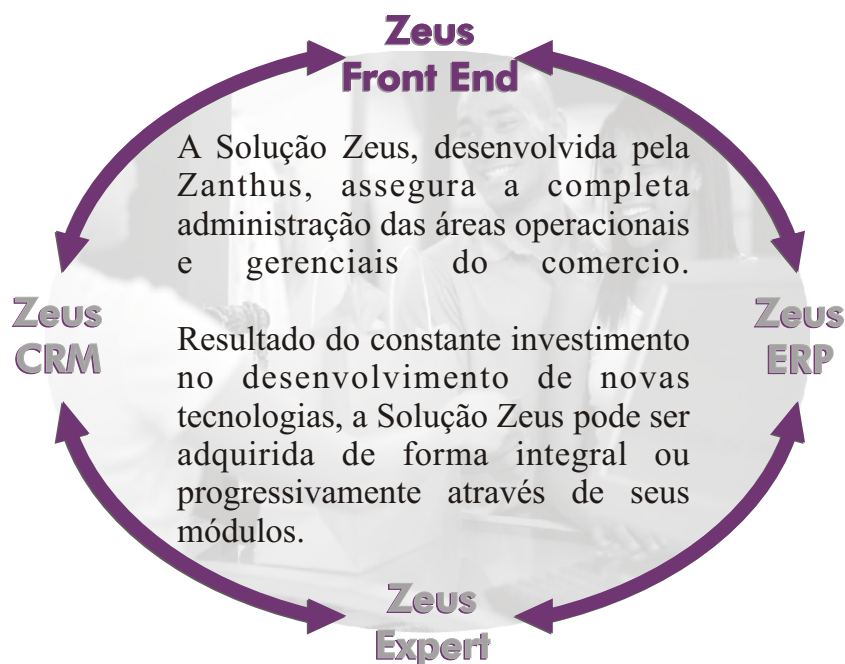 Zeus
Front End
A Solução Zeus, desenvolvida pela
Zanthus, assegura a completa
administração das áreas operacionais
e gerenciais do comercio.
Zeus
CRM
Zeus
ERP
Resultado do constante investimento
no desenvolvimento de novas
tecnologias, a Solução Zeus pode ser
adquirida de forma integral ou
progressivamente através de seus
módulos.
Zeus
Expert